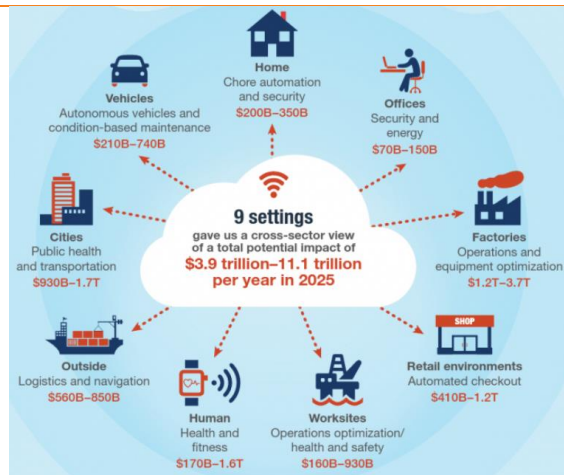 Home
Chore automation
and security
$200B–350B
Vehicles
Autonomous vehicles and
condition-based maintenance
$210B–740B
Offices
Security and
energy
$70B–150B
9 settings
gave us a cross-sector view
of a total potential impact of
$3.9 trillion–11.1 trillion
per year in 2025
Cities
Public health
and transportation
$930B–1.7T
Factories
Operations and
equipment optimization
$1.2T–3.7T
SHOP
Outside
Logistics and navigation
$560B–850B
Retail environments
Automated checkout
$410B–1.2T
Human
Health and
fitness
$170B–1.6T
Worksites
Operations optimization/
health and safety
$160B–930B